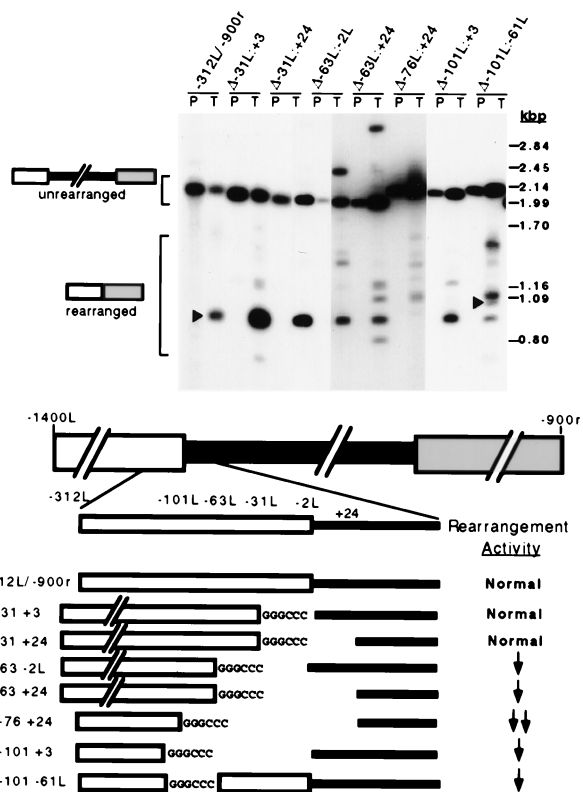 -312L/-900r Δ-31L:+3 Δ-31L:+24 Δ-63L:-2L Δ-63L:+24 Δ-76L:+24 Δ-101L:+3 Δ-101L:-61L
P T P T P T P T P T P T P T P T
kbp
-2.84
-2.45
-2.14
unrearranged
-1.99
-1.70
-1.16
-1.09
rearranged
-0.80
-1400L -900r
-312L -101L -63L -31L -2L
+24
Rearrangement
Activity
12L/-900r Normal
31 +3 GGGCCC Normal
31 +24 GGGCCC Normal
63 -2L GGGCCC
63 +24 GGGCCC
-76 +24 GGGCCC
-101 +3 GGGCCC
-101 -61L GGGCCC